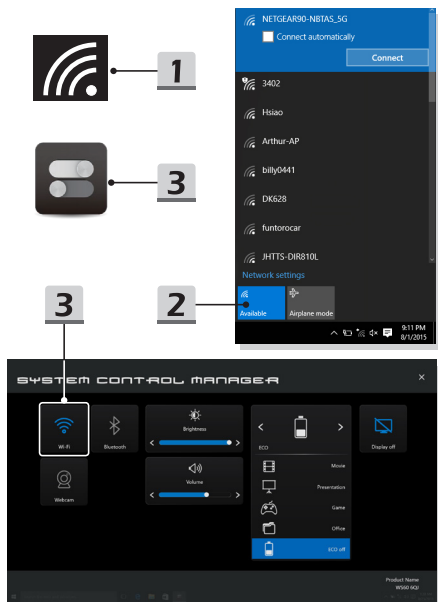 1
3
3
2
NETGEAR90-NBTAS_5G
Connect automatically
Connect
3402
Hsiao
Arthur-AP
billy0441
DK628
funtorocar
JHTTS-DIR810L
Network settings
Available
Airplane mode
9:11 PM
8/1/2015
SYSTEM CONTROL MANAGER
Wi-Fi
Bluetooth
Brightness
ECO
Display off
Webcam
Volume
Movie
Presentation
Game
Office
ECO off
Product Name
WS60 6QJ